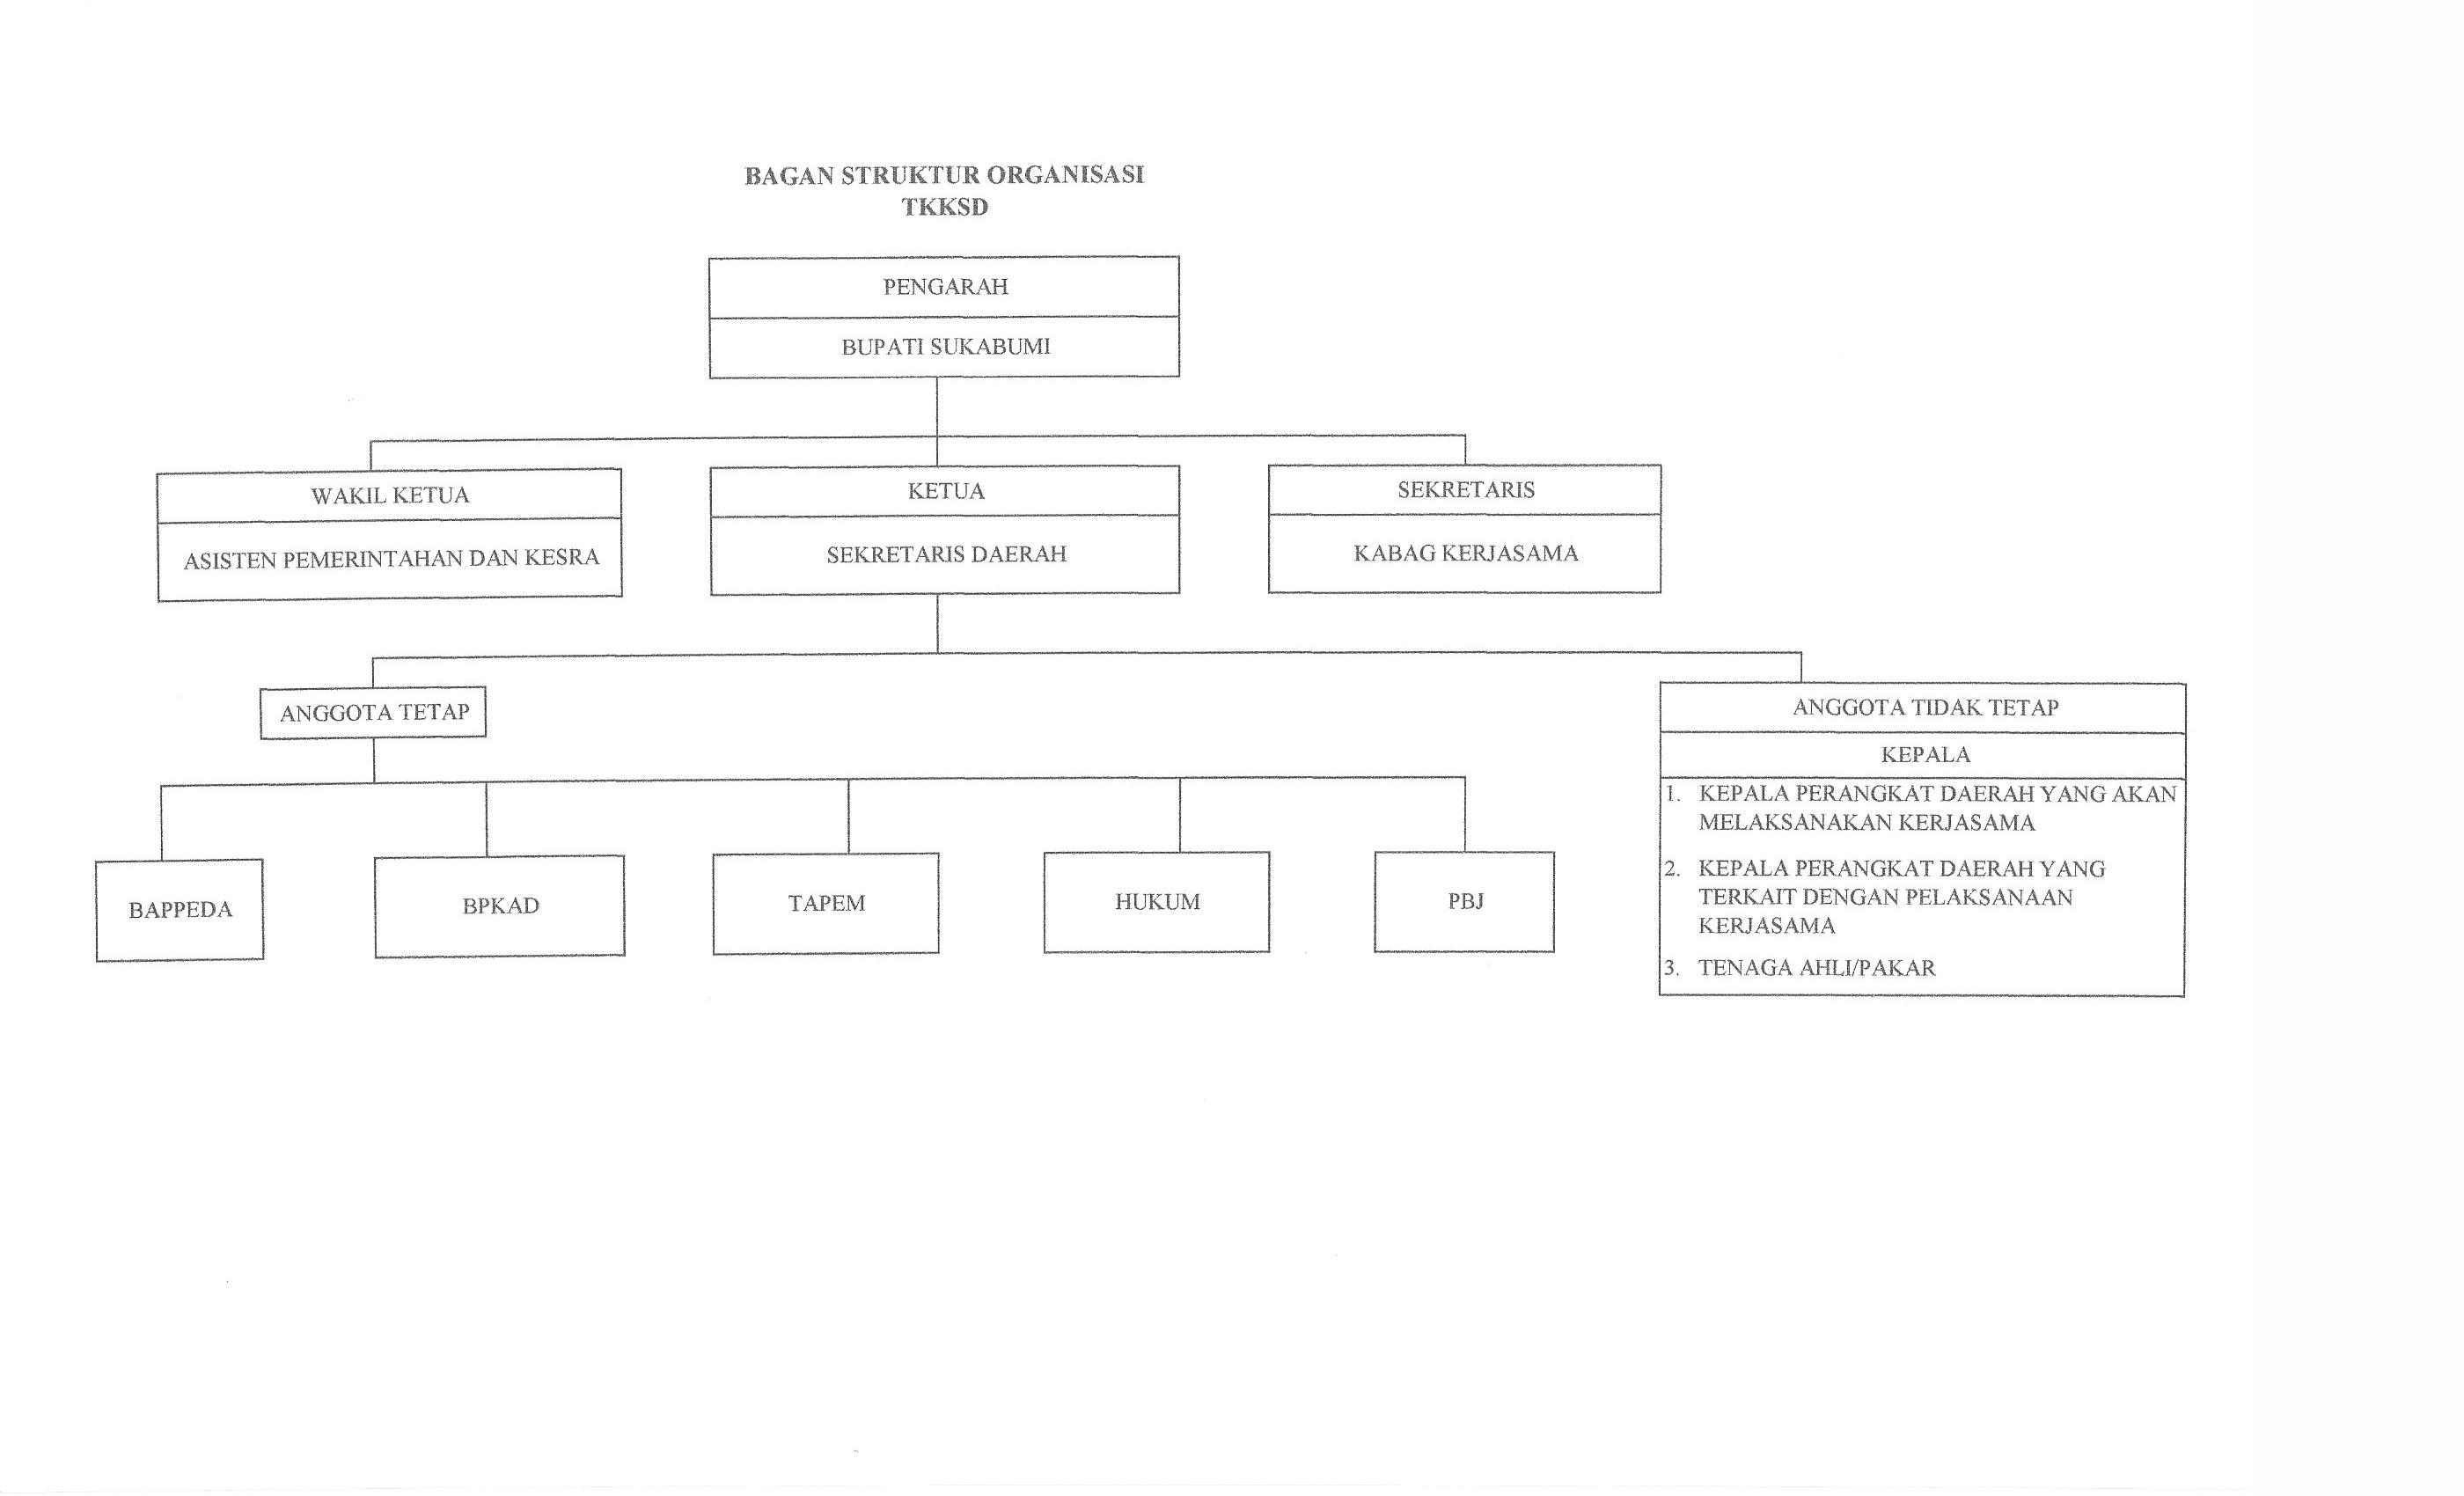 BAGAN STRUKTUR ORGANISASI
TKKSD
PENGARAH
BUPATI SUKABUMI
WAKIL KETUA
ASISTEN PEMERINTAHAN DAN KESRA
KETUA
SEKRETARIS DAERAH
SEKRETARIS
KABAG KERJASAMA
ANGGOTA TETAP
BAPPEDA
BPKAD
TAPEM
HUKUM
PBJ
ANGGOTA TIDAK TETAP
KEPALA
1. KEPALA PERANGKAT DAERAH YANG AKAN
MELAKSANAKAN KERJASAMA
2. KEPALA PERANGKAT DAERAH YANG
TERKAIT DENGAN PELAKSANAAN
KERJASAMA
3. TENAGA AHLI/PAKAR